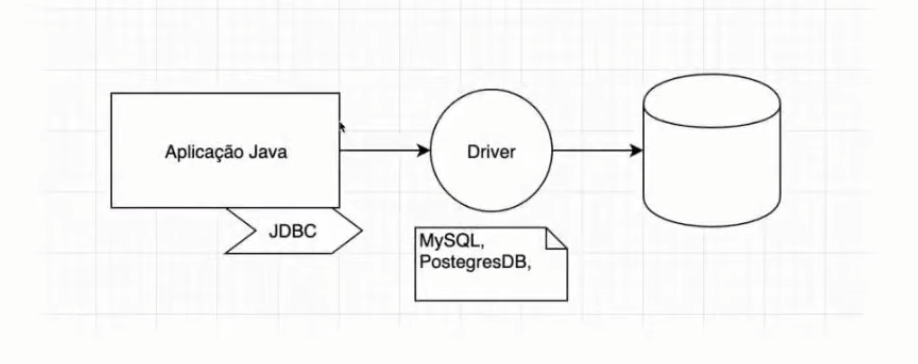 Aplicação Java
Driver
JDBC
MySQL,
PostegresDB,